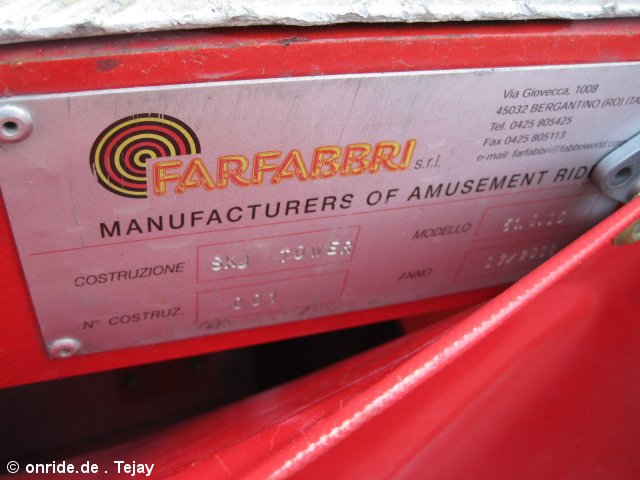 Via Giovecca, 1008
45032 BERGANTINO (RO) ITA
Tel. 0425 805425
Fax 0425 805113
e-mail: farfabbri@fabbriworld.com
FARFABBRI s.r.l.
MANUFACTURERS OF AMUSEMENT RID
COSTRUZIONE SKJ TOWER MODELLO
N° COSTRUZ. 001 ANNO
© onride.de . Tejay